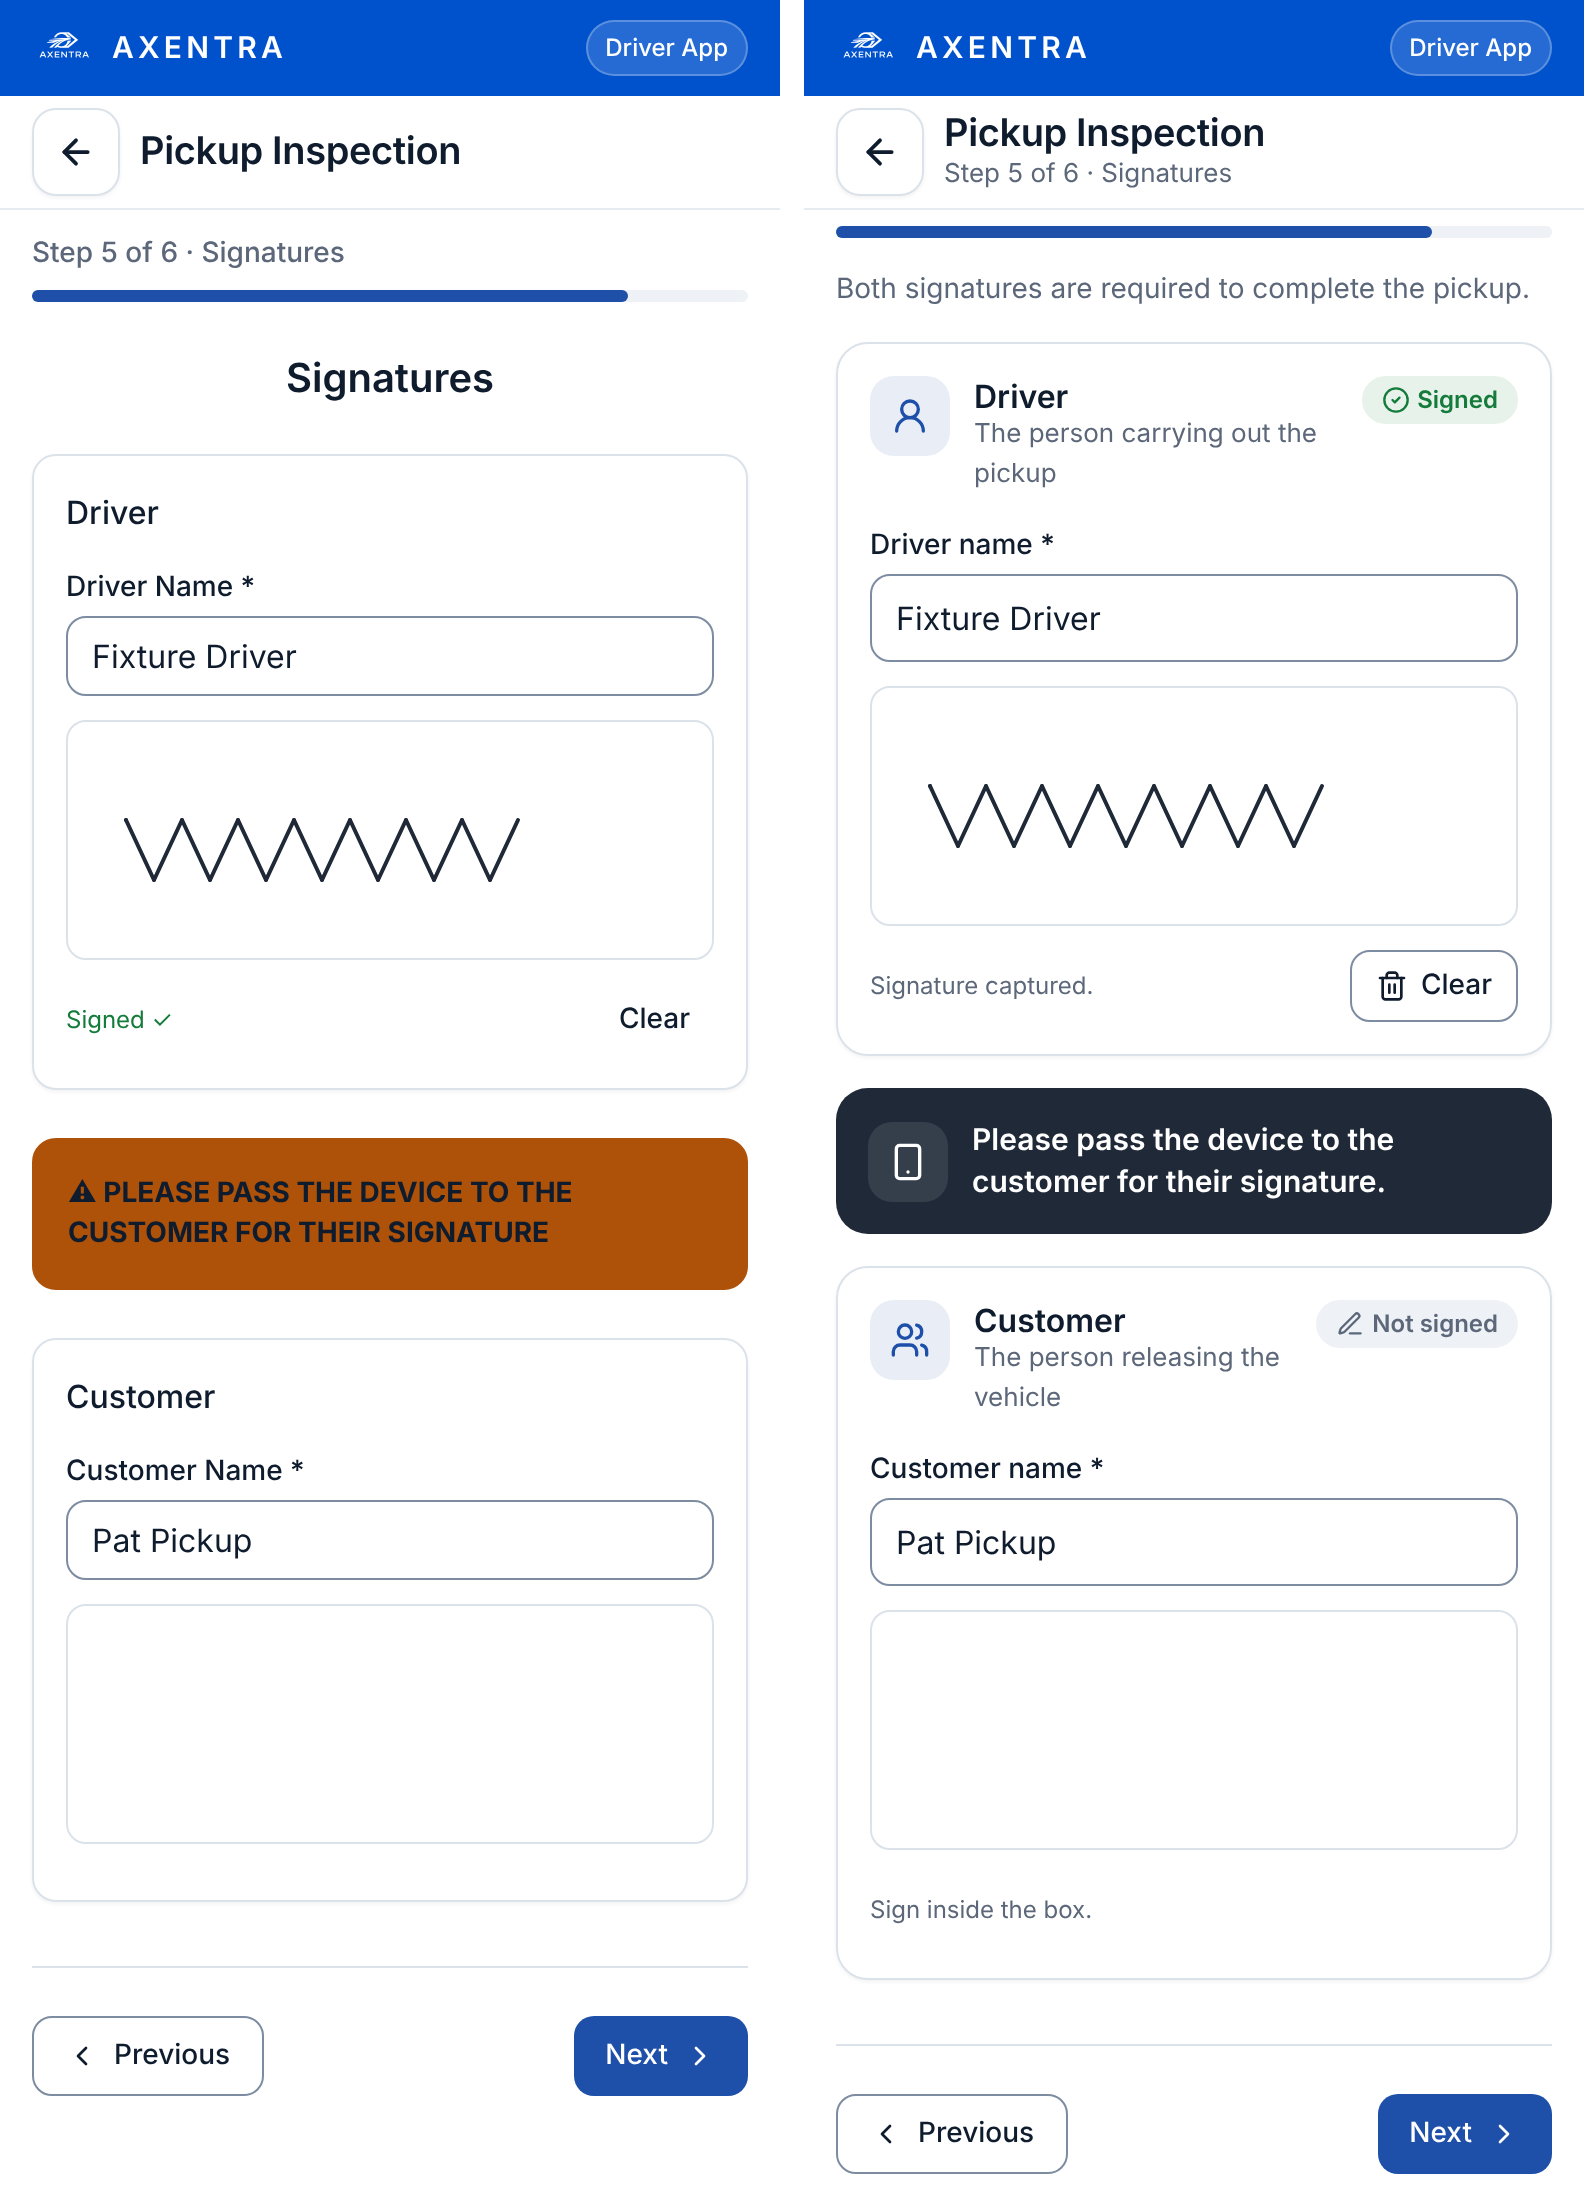 AXENTRA
AXENTRA
Driver App
Pickup Inspection
Step 5 of 6 · Signatures
Signatures
Driver
Driver Name *
Fixture Driver
Signed ✓
Clear
⚠ PLEASE PASS THE DEVICE TO THE
CUSTOMER FOR THEIR SIGNATURE
Customer
Customer Name *
Pat Pickup
Previous
Next
AXENTRA
AXENTRA
Driver App
Pickup Inspection
Step 5 of 6 · Signatures
Both signatures are required to complete the pickup.
Driver
Signed
The person carrying out the
pickup
Driver name *
Fixture Driver
Signature captured.
Clear
Please pass the device to the
customer for their signature.
Customer
Not signed
The person releasing the
vehicle
Customer name *
Pat Pickup
Sign inside the box.
Previous
Next